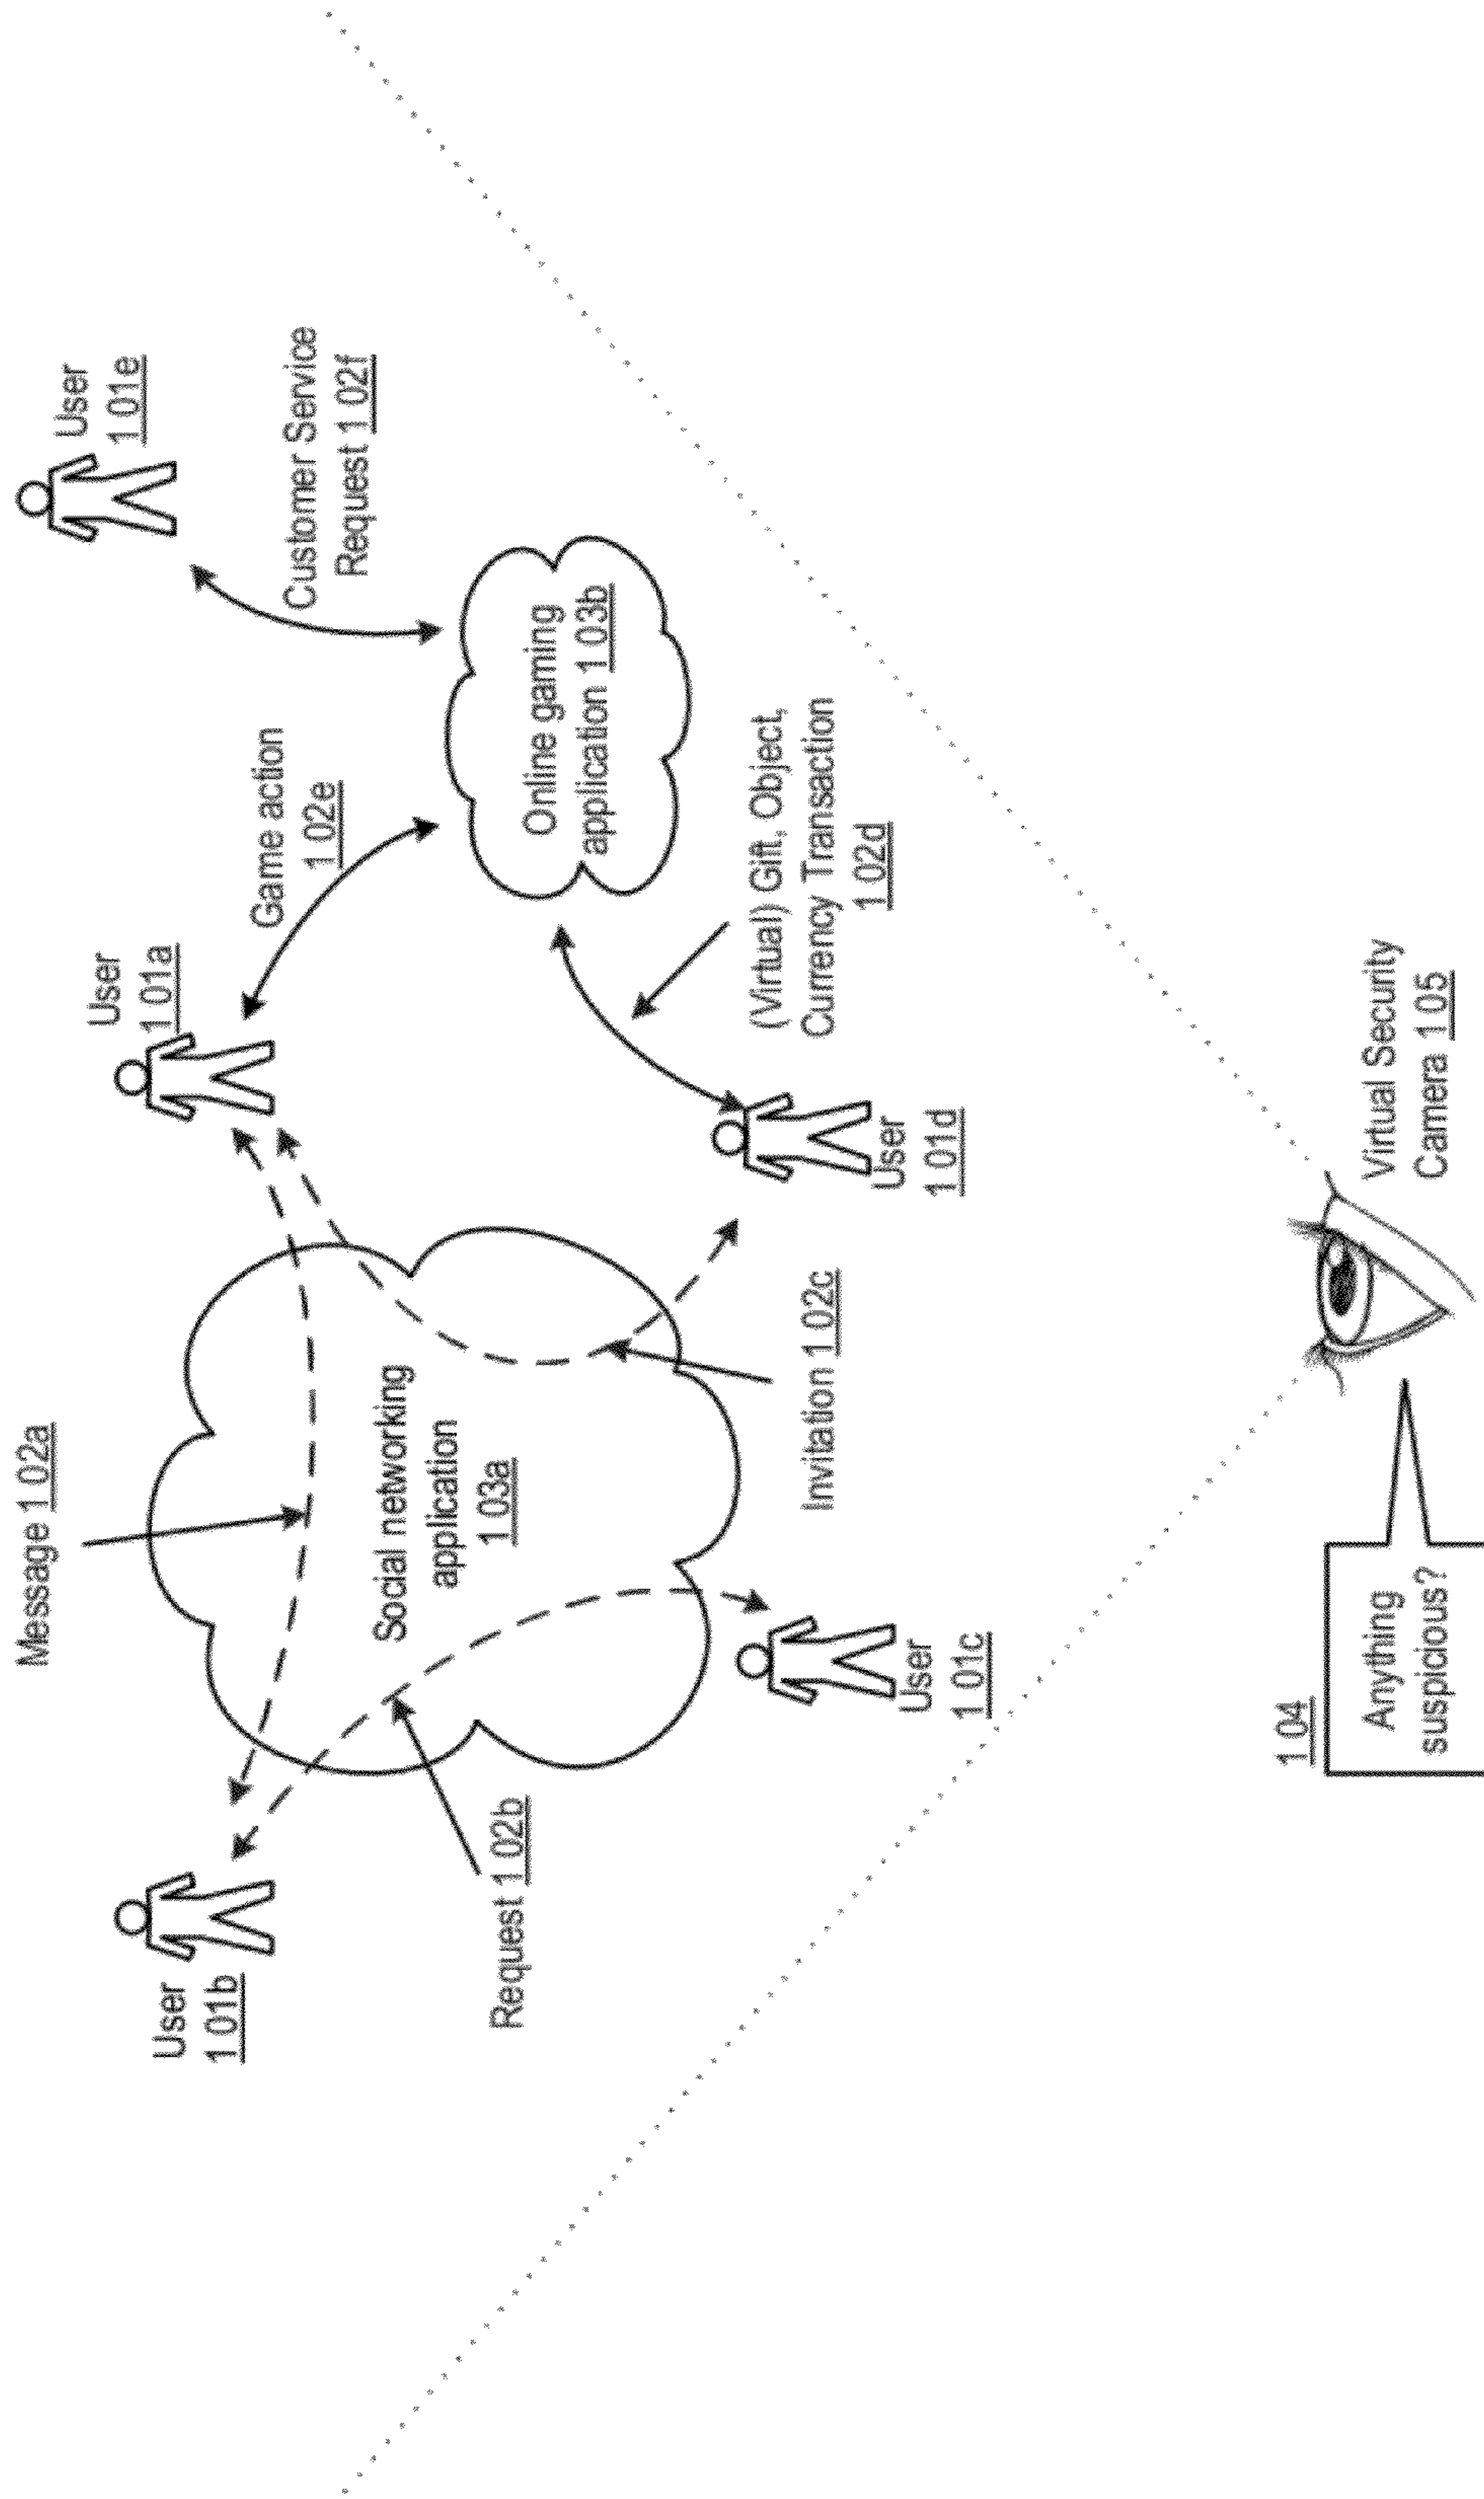 Message 102a
User
101b
User
101a
User
101e
Game action
102e
Customer Service
Request 102f
Social networking
application
103a
Request 102b
Online gaming
application 103b
Invitation 102c
(Virtual) Gift, Object,
Currency Transaction
102d
User
101c
User
101d
104
Anything
suspicious?
Virtual Security
Camera 105